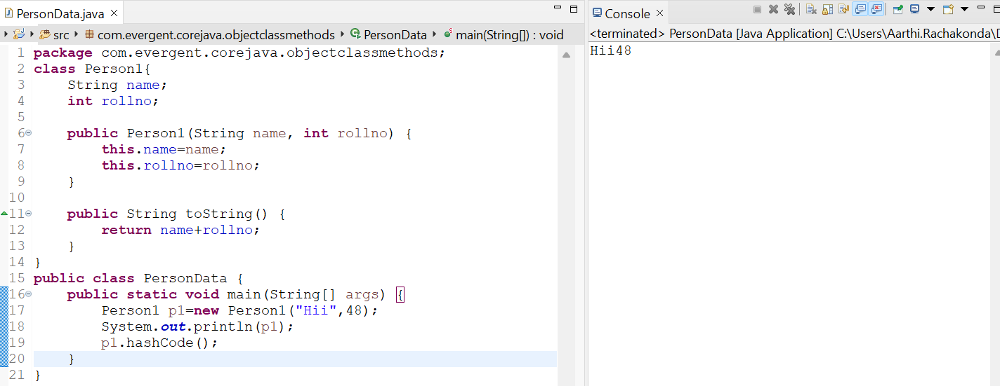 PersonData.java
src com.evergent.corejava.objectclassmethods PersonData main(String[]) : void
1 package com.evergent.corejava.objectclassmethods;
2 class Person1{
3 String name;
4 int rollno;
5
6 public Person1(String name, int rollno) {
7 this.name=name;
8 this.rollno=rollno;
9 }
10
11 public String toString() {
12 return name+rollno;
13 }
14 }
15 public class PersonData {
16 public static void main(String[] args) {
17 Person1 p1=new Person1("Hii",48);
18 System.out.println(p1);
19 p1.hashCode();
20 }
21 }
Console
<terminated> PersonData [Java Application] C:\Users\Aarthi.Rachakonda\
Hii48